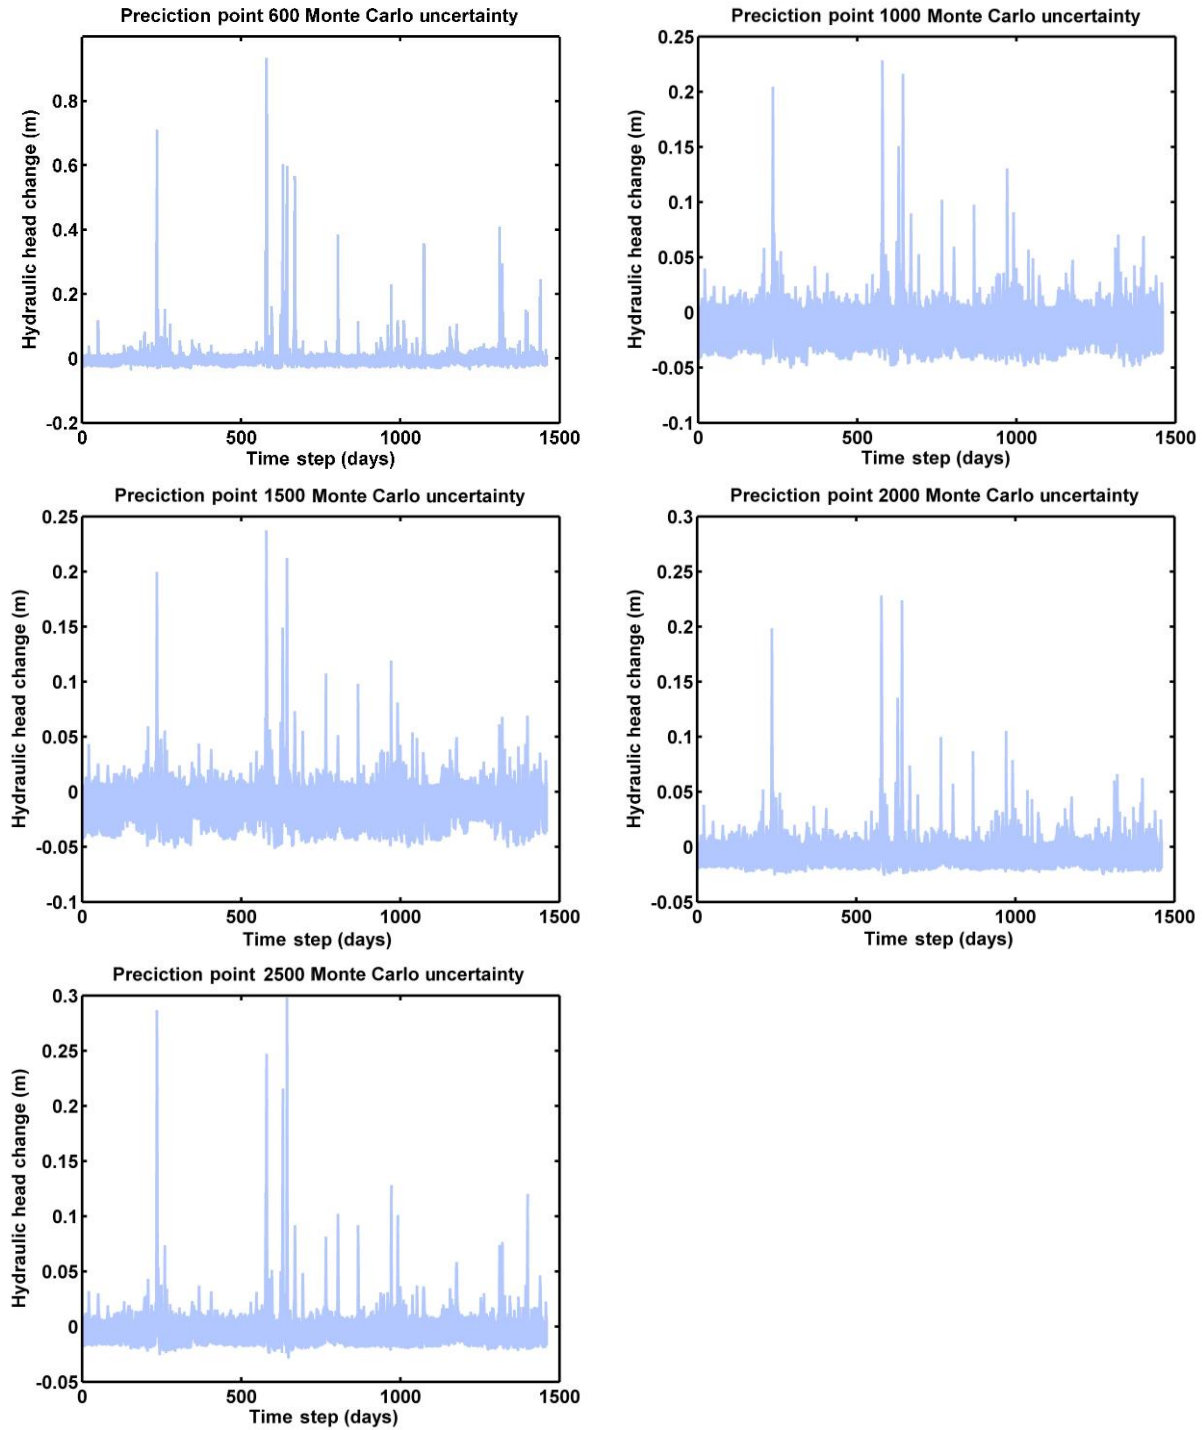 Preciction point 600 Monte Carlo uncertainty
Hydraulic head change (m)
0.8
0.6
0.4
0.2
0
-0.2
0 500 1000 1500
Time step (days)
Preciction point 1000 Monte Carlo uncertainty
Hydraulic head change (m)
0.25
0.2
0.15
0.1
0.05
0
-0.05
-0.1
0 500 1000 1500
Time step (days)
Preciction point 1500 Monte Carlo uncertainty
Hydraulic head change (m)
0.25
0.2
0.15
0.1
0.05
0
-0.05
-0.1
0 500 1000 1500
Time step (days)
Preciction point 2000 Monte Carlo uncertainty
Hydraulic head change (m)
0.3
0.25
0.2
0.15
0.1
0.05
0
-0.05
0 500 1000 1500
Time step (days)
Preciction point 2500 Monte Carlo uncertainty
Hydraulic head change (m)
0.3
0.25
0.2
0.15
0.1
0.05
0
-0.05
0 500 1000 1500
Time step (days)